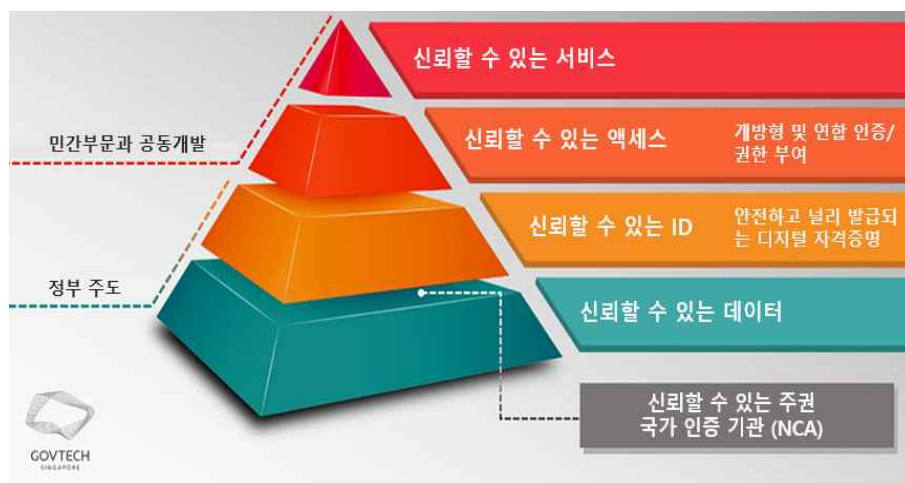 신뢰할 수 있는 서비스
민간부문과 공동개발
신뢰할 수 있는 액세스
개방형 및 연합 인증/
권한 부여
신뢰할 수 있는 ID
안전하고 널리 발급되
는 디지털 자격증명
정부 주도
신뢰할 수 있는 데이터
신뢰할 수 있는 주권
국가 인증 기관 (NCA)
GOVTECH
SINGAPORE